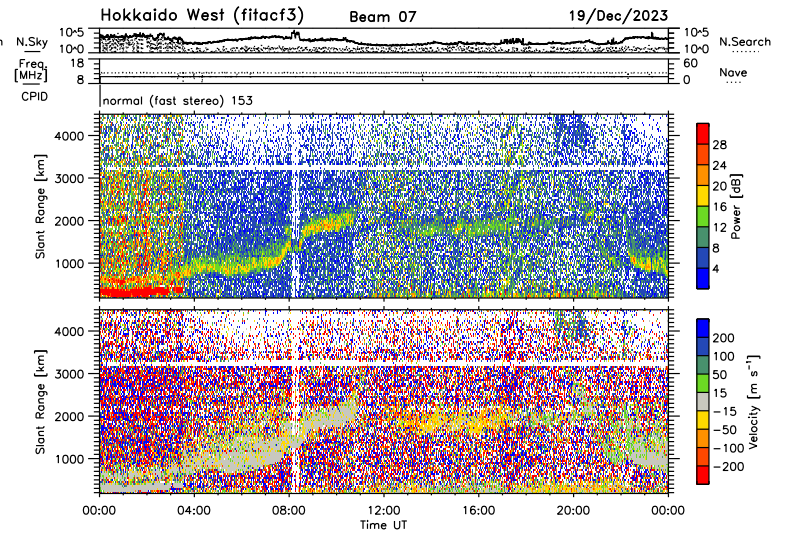 Hokkaido West (fitacf3) Beam 07 19/Dec/2023
n N.Sky 10^5 10^5 N.Search
10^0 10^0
Freq. 18 60 Nave
[MHz] 8 0
CPID normal (fast stereo) 153
4000
3000
2000
1000
Slant Range [km]
28
24
20
16
12
8
4
Power [dB]
4000
3000
2000
1000
Slant Range [km]
200
100
50
15
-15
-50
-100
-200
Velocity [m s⁻¹]
00:00 04:00 08:00 12:00 16:00 20:00 00:00
Time UT